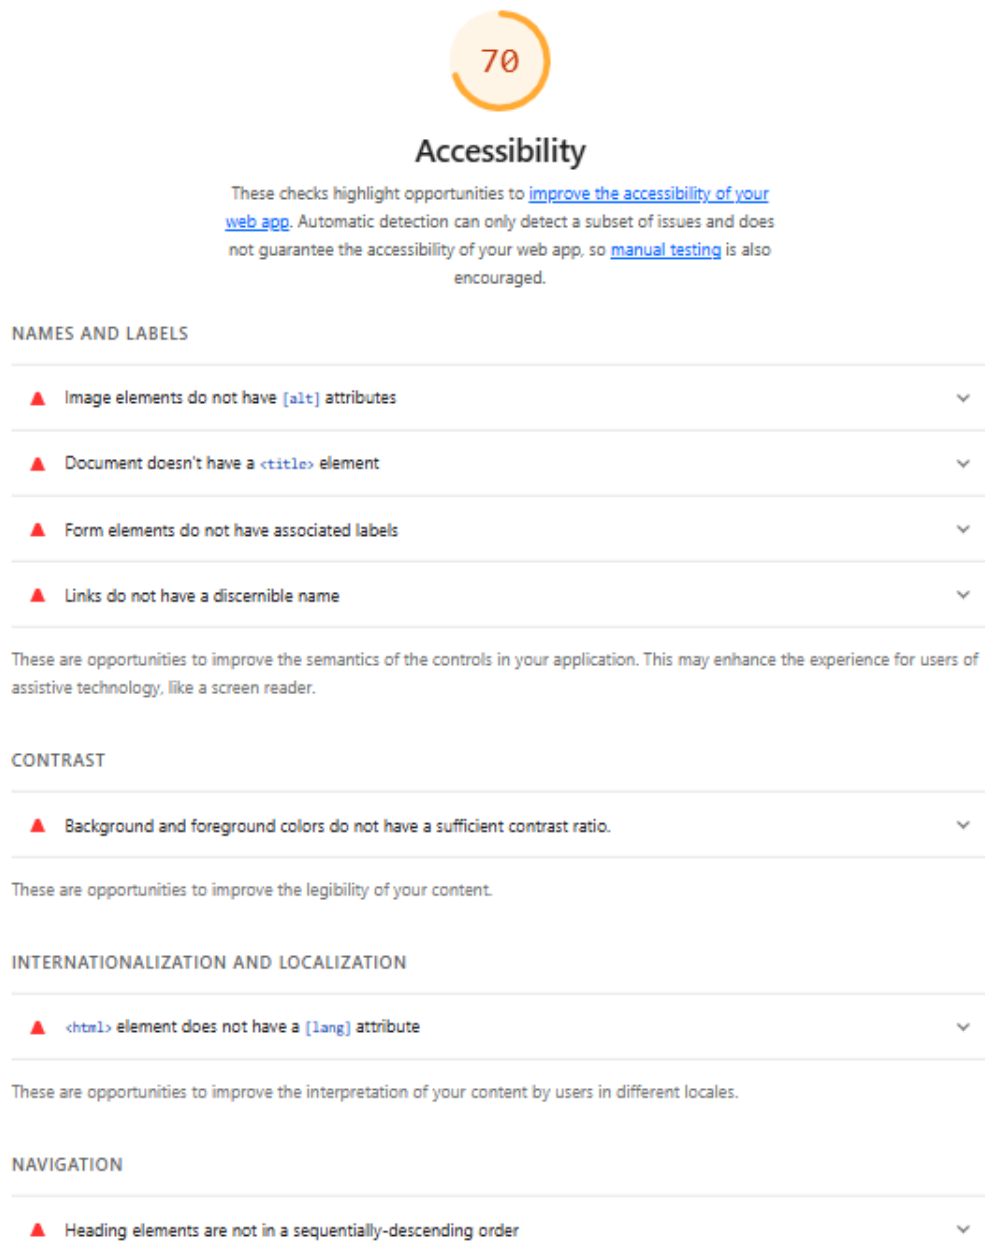 70
Accessibility
These checks highlight opportunities to improve the accessibility of your
web app. Automatic detection can only detect a subset of issues and does
not guarantee the accessibility of your web app, so manual testing is also
encouraged.
NAMES AND LABELS
Image elements do not have [alt] attributes
Document doesn't have a <title> element
Form elements do not have associated labels
Links do not have a discernible name
These are opportunities to improve the semantics of the controls in your application. This may enhance the experience for users of
assistive technology, like a screen reader.
CONTRAST
Background and foreground colors do not have a sufficient contrast ratio.
These are opportunities to improve the legibility of your content.
INTERNATIONALIZATION AND LOCALIZATION
<html> element does not have a [lang] attribute
These are opportunities to improve the interpretation of your content by users in different locales.
NAVIGATION
Heading elements are not in a sequentially-descending order